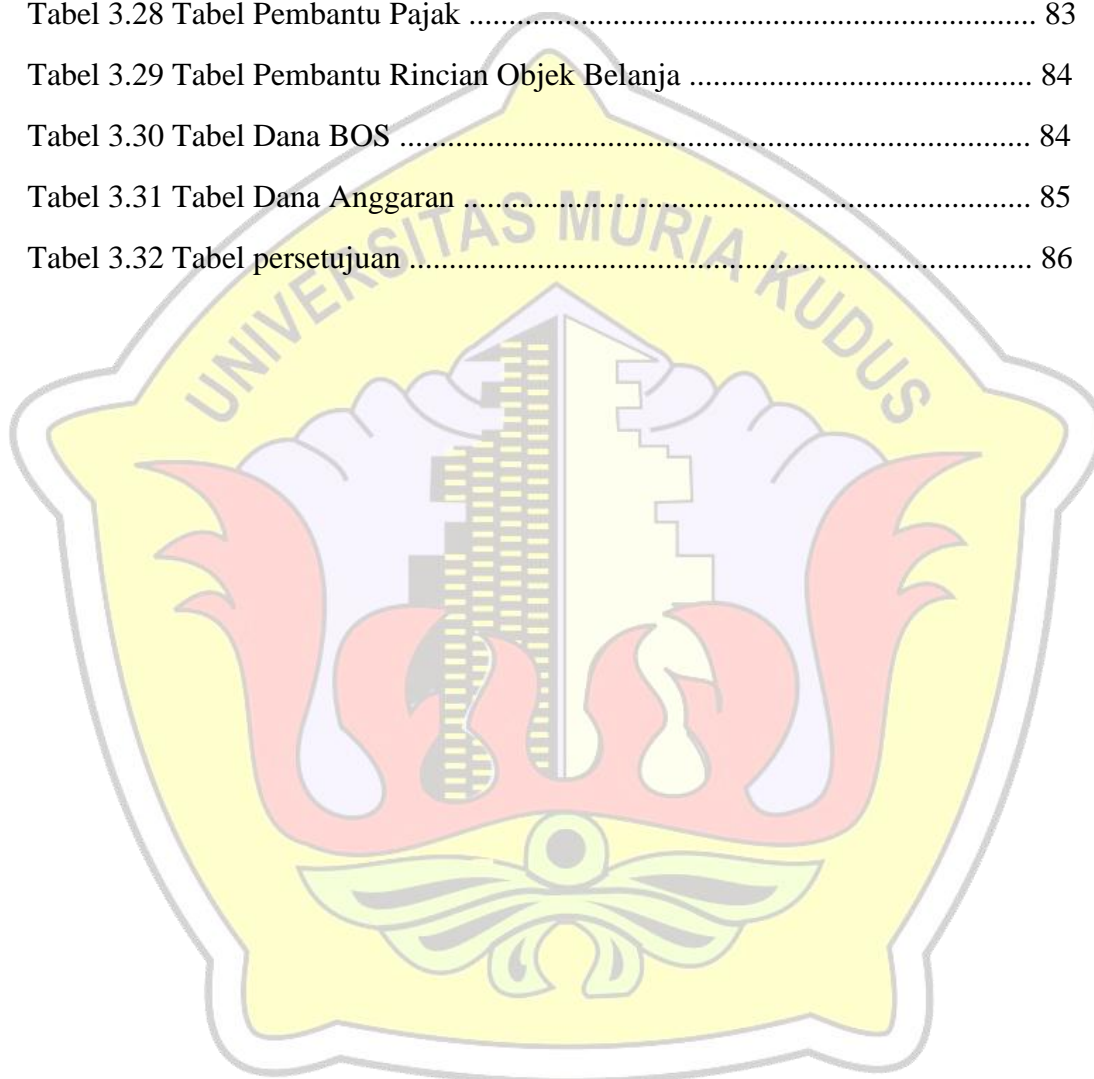 Tabel 3.28 Tabel Pembantu Pajak ........................................................................ 83
Tabel 3.29 Tabel Pembantu Rincian Objek Belanja ............................................ 84
Tabel 3.30 Tabel Dana BOS ................................................................................ 84
Tabel 3.31 Tabel Dana Anggaran ........................................................................ 85
Tabel 3.32 Tabel persetujuan ............................................................................... 86
UNIVERSITAS MURIA KUDUS